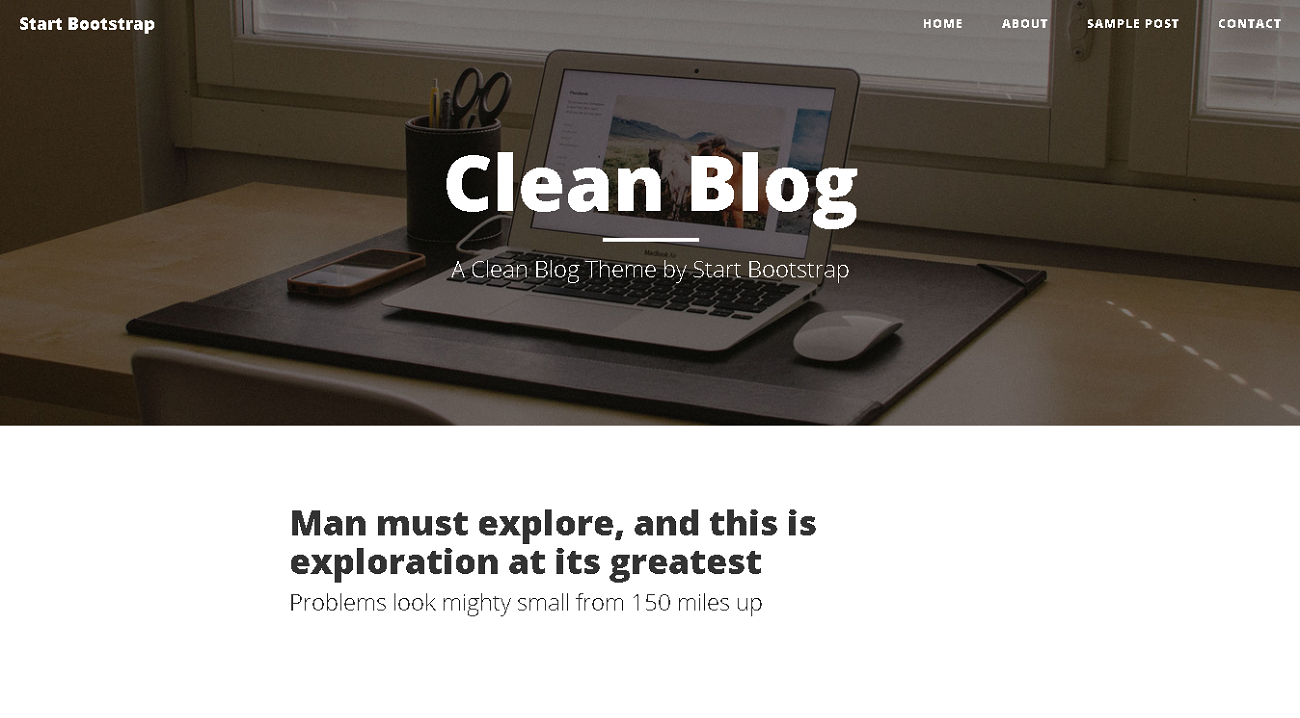 Start Bootstrap
HOME ABOUT SAMPLE POST CONTACT
Clean Blog
A Clean Blog Theme by Start Bootstrap
Man must explore, and this is
exploration at its greatest
Problems look mighty small from 150 miles up